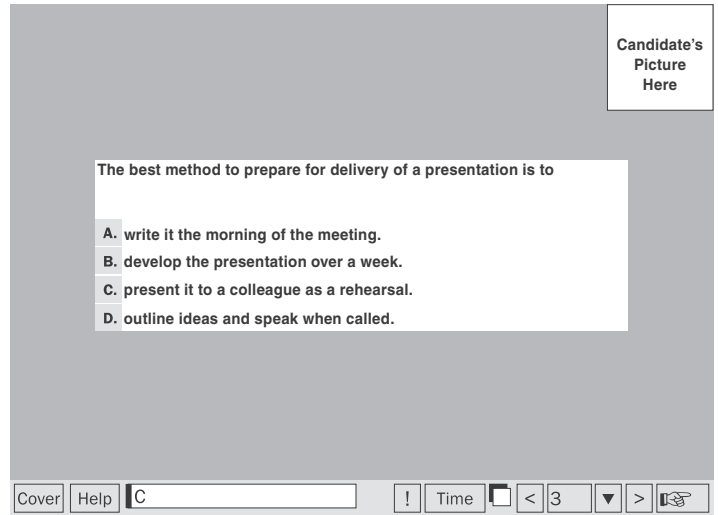 Candidate's
Picture
Here
The best method to prepare for delivery of a presentation is to
A. write it the morning of the meeting.
B. develop the presentation over a week.
C. present it to a colleague as a rehearsal.
D. outline ideas and speak when called.
Cover Help C ! Time < 3 ▼ >